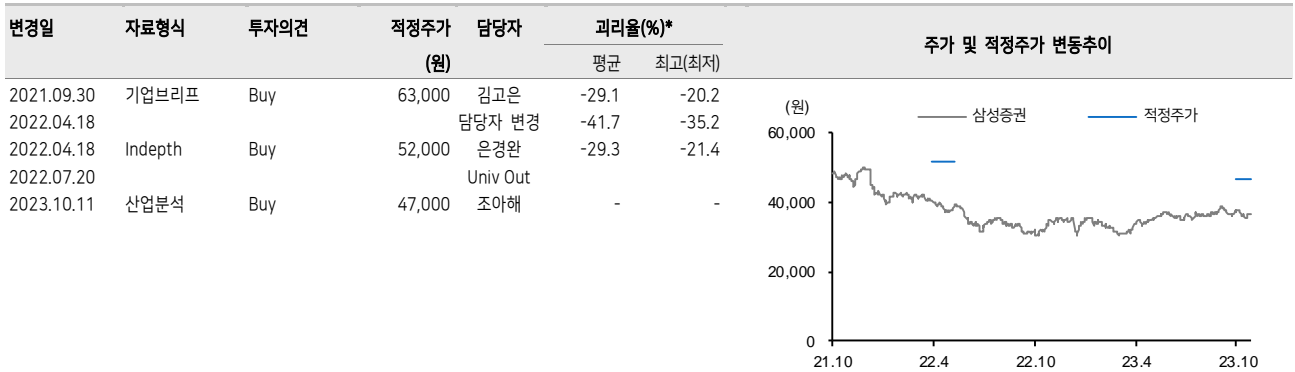 변경일 자료형식 투자의견 적정주가 담당자 괴리율(%)*
(원) 평균 최고(최저)
2021.09.30 기업브리프 Buy 63,000 김고은 -29.1 -20.2
2022.04.18 담당자 변경 -41.7 -35.2
2022.04.18 Indepth Buy 52,000 은경완 -29.3 -21.4
2022.07.20 Univ Out
2023.10.11 산업분석 Buy 47,000 조아해 - -
주가 및 적정주가 변동추이
(원) 삼성증권 적정주가
60,000
40,000
20,000
0
21.10 22.4 22.10 23.4 23.10